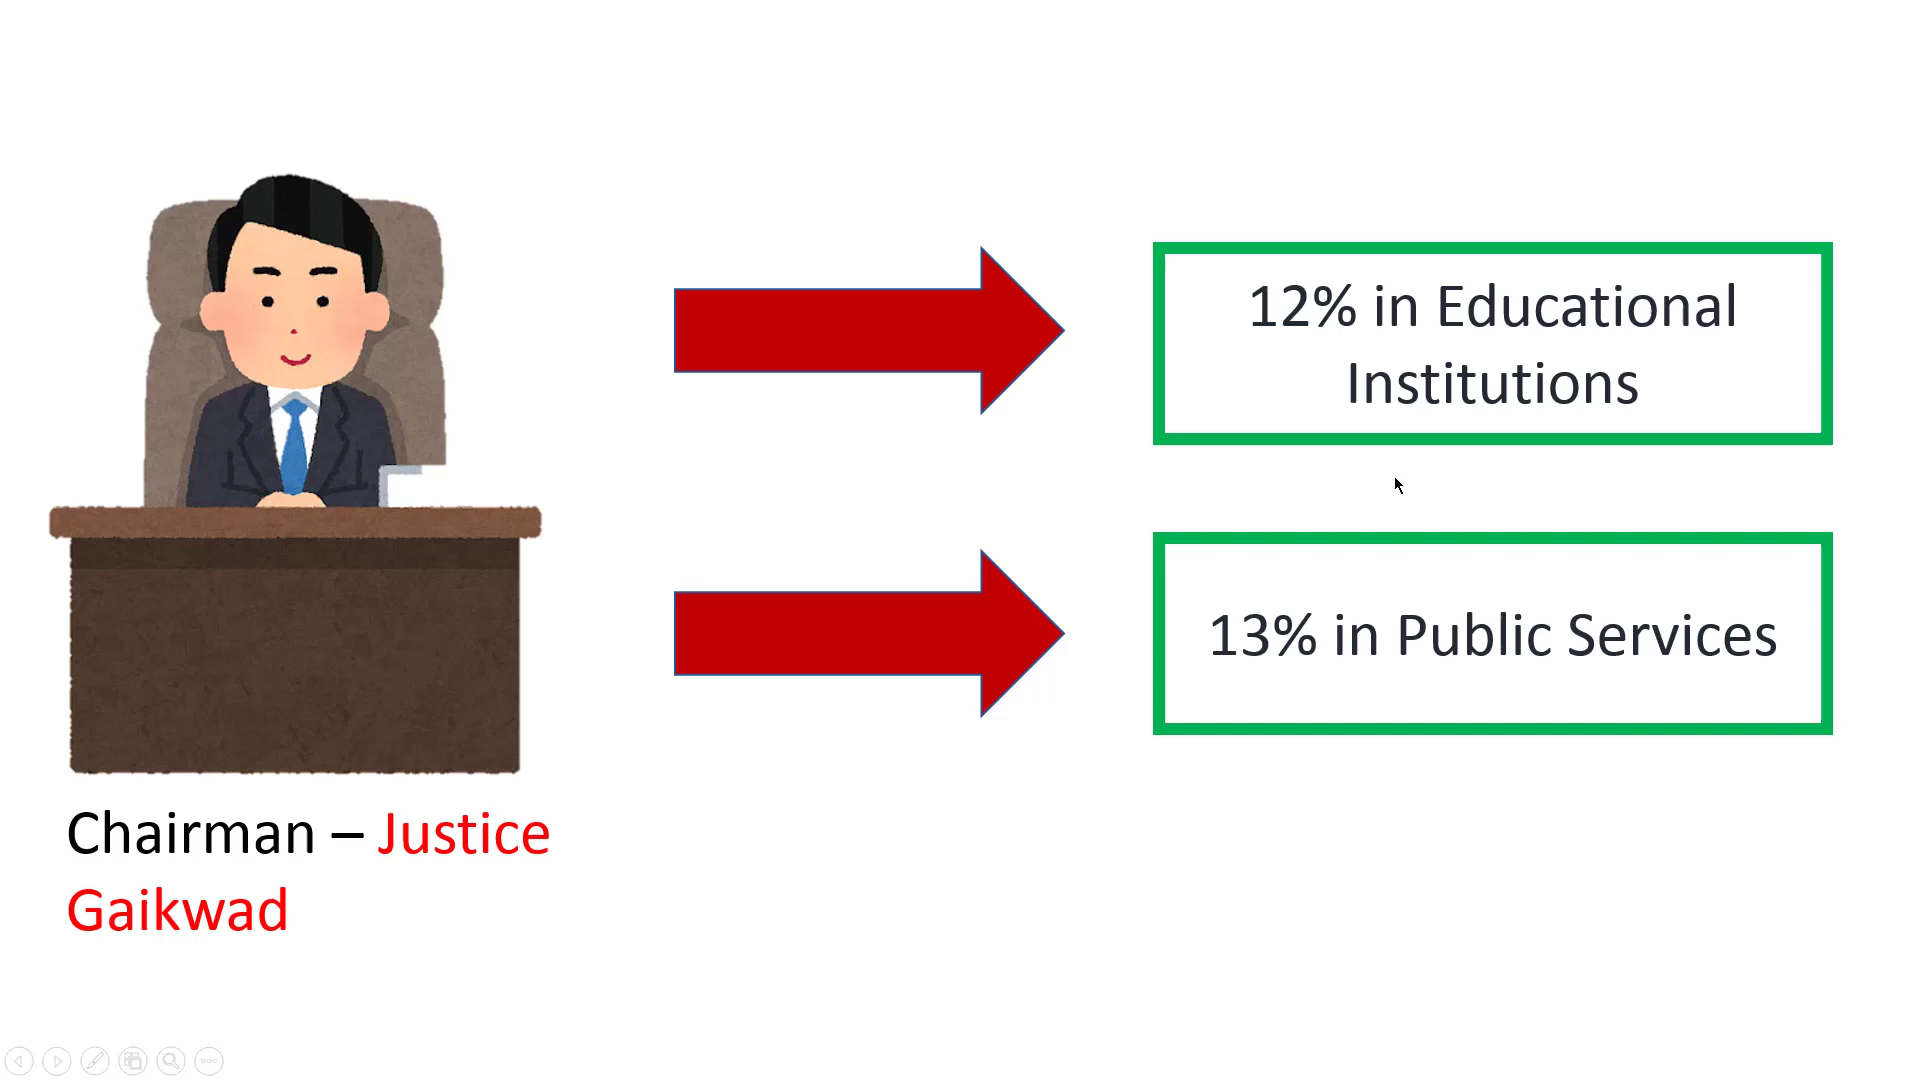 12% in Educational
Institutions
13% in Public Services
Chairman – Justice
Gaikwad